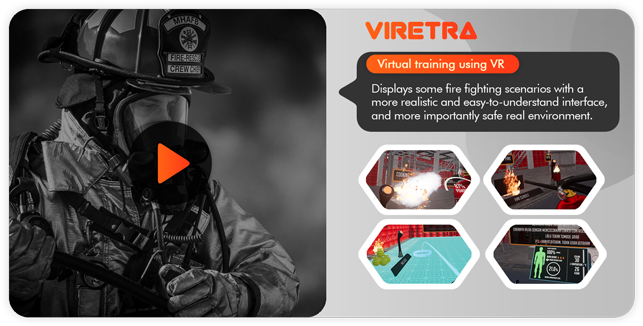 MHAFB
FIRE-RESCUE
CREW CHIEF
VIRETRA
Virtual training using VR
Displays some fire fighting scenarios with a
more realistic and easy-to-understand interface,
and more importantly safe real environment.